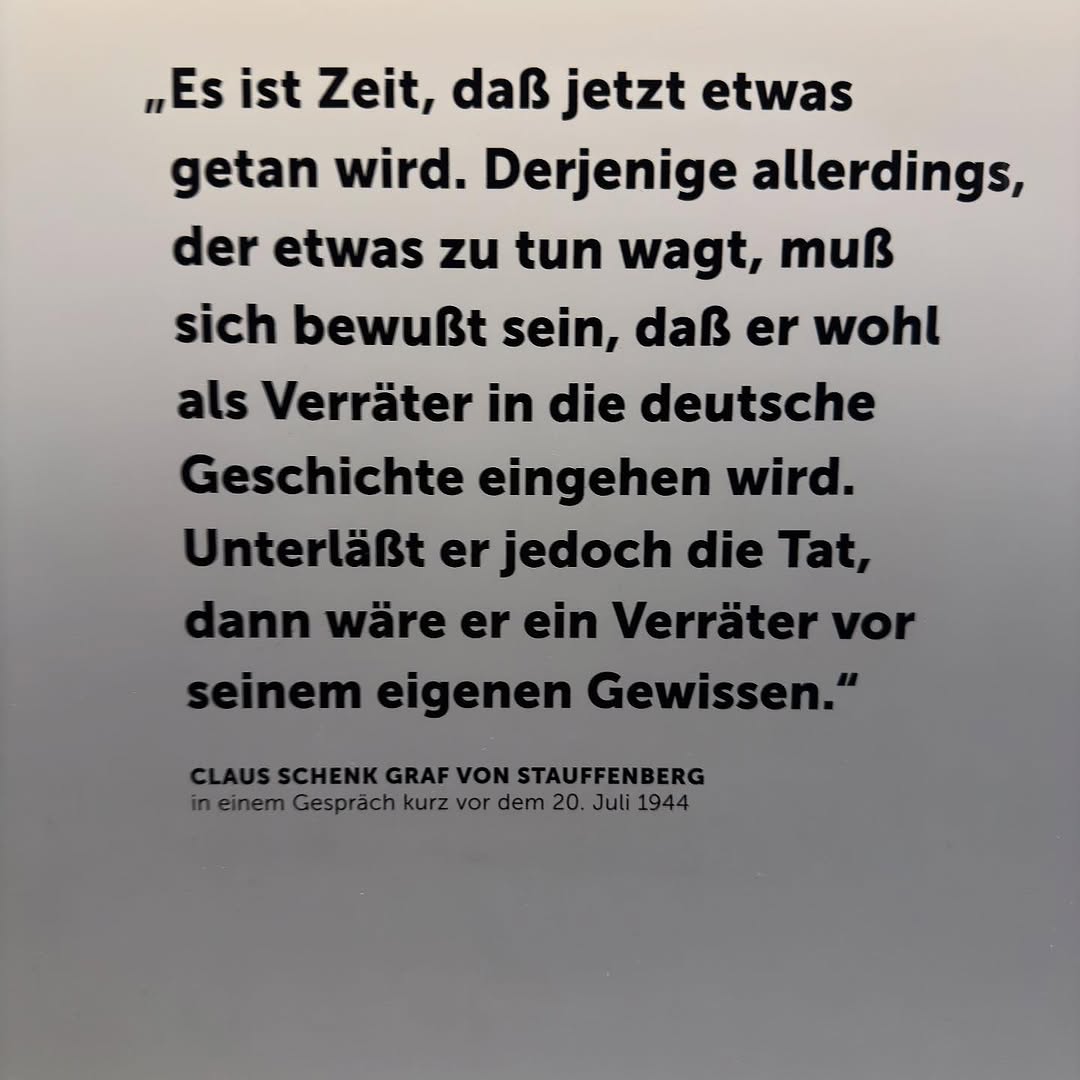 „Es ist Zeit, daß jetzt etwas
getan wird. Derjenige allerdings,
der etwas zu tun wagt, muß
sich bewußt sein, daß er wohl
als Verräter in die deutsche
Geschichte eingehen wird.
Unterläßt er jedoch die Tat,
dann wäre er ein Verräter vor
seinem eigenen Gewissen.“
CLAUS SCHENK GRAF VON STAUFFENBERG
in einem Gespräch kurz vor dem 20. Juli 1944